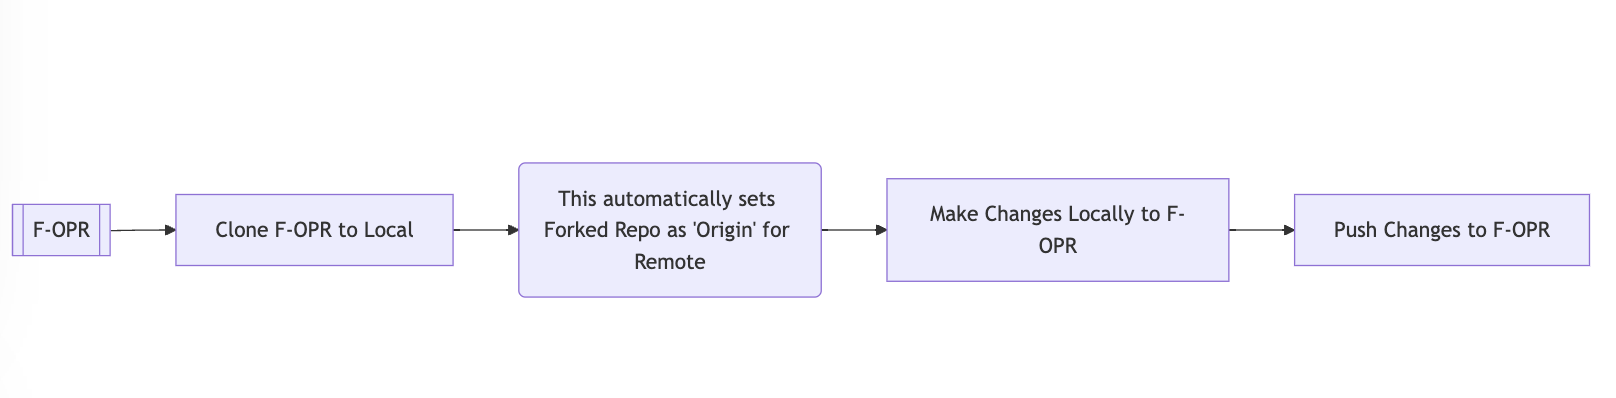 F-OPR
Clone F-OPR to Local
This automatically sets
Forked Repo as 'Origin' for
Remote
Make Changes Locally to F-
OPR
Push Changes to F-OPR